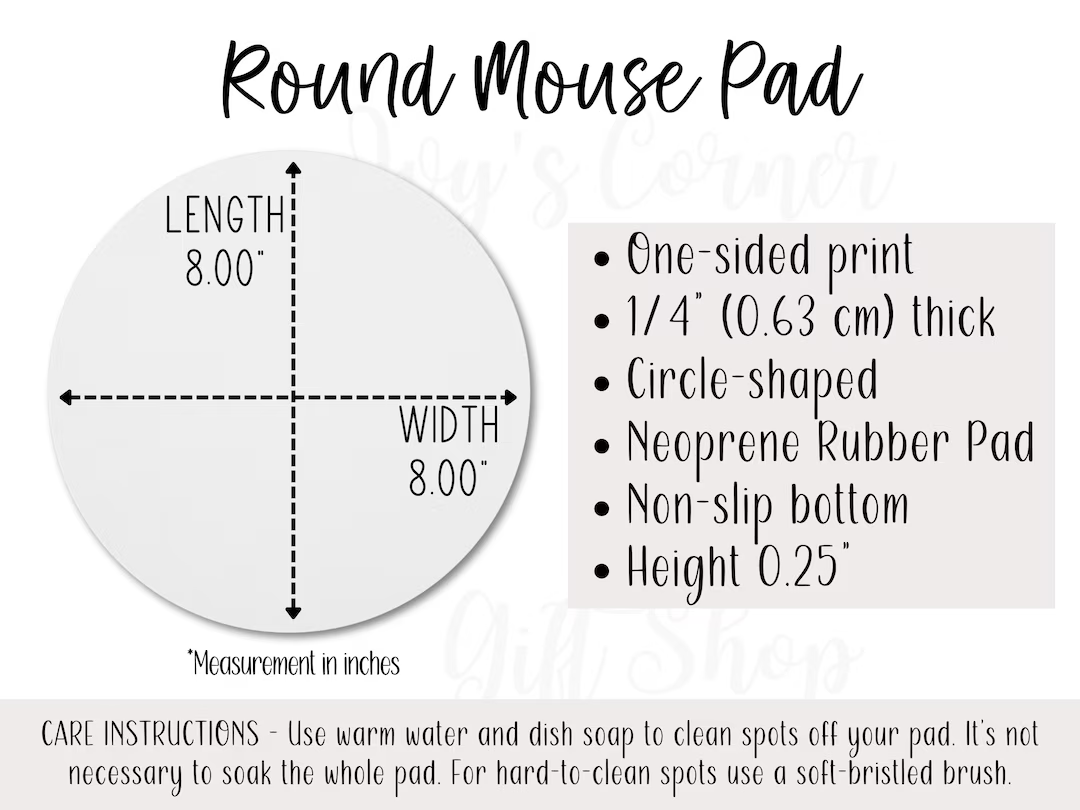 Round Mouse Pad
Ivy's Corner
LENGTH
8.00"
WIDTH
8.00"
• One-sided print
• 1/4" (0.63 cm) thick
• Circle-shaped
• Neoprene Rubber Pad
• Non-slip bottom
• Height 0.25"
*Measurement in inches
Gift Shop
CARE INSTRUCTIONS - Use warm water and dish soap to clean spots off your pad. It's not
necessary to soak the whole pad. For hard-to-clean spots use a soft-bristled brush.